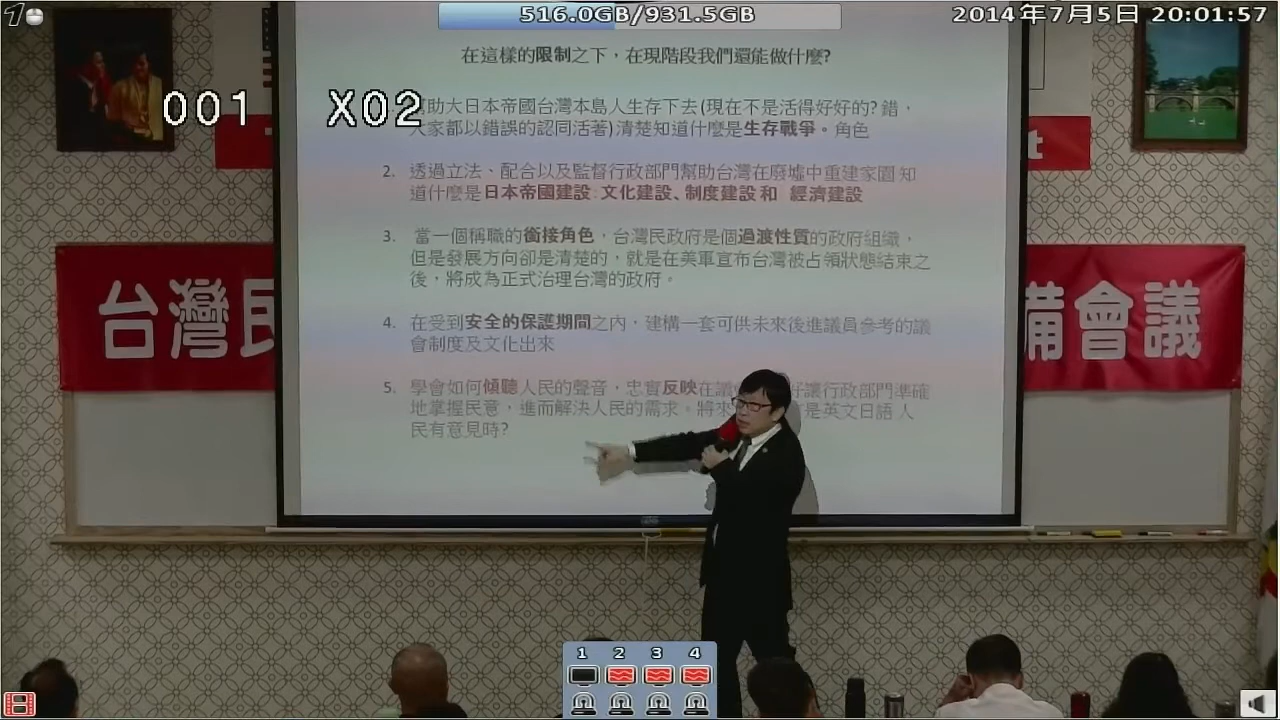 1
516.0GB/931.5GB
2014年7月5日 20:01:57
001 X02
在這樣的限制之下，在現階段我們還能做什麼?
助大日本帝國台灣本島人生存下去(現在不是活得好好的? 錯，
家都以錯誤的認同活著)清楚知道什麼是生存戰爭。角色
2. 透過立法、配合以及監督行政部門幫助台灣在廢墟中重建家園 知
道什麼是日本帝國建設：文化建設、制度建設 和 經濟建設
3. 當一個稱職的銜接角色，台灣民政府是個過渡性質的政府組織，
但是發展方向卻是清楚的，就是在美軍宣布台灣被占領狀態結束之
後，將成為正式治理台灣的政府。
4. 在受到安全的保護期間之內，建構一套可供未來後進議員參考的議
會制度及文化出來
5. 學會如何傾聽人民的聲音，忠實反映在議 好讓行政部門準確
地掌握民意，進而解決人民的需求。將來 是英文日語 人
民有意見時?
t
台灣民
備會議
1 2 3 4